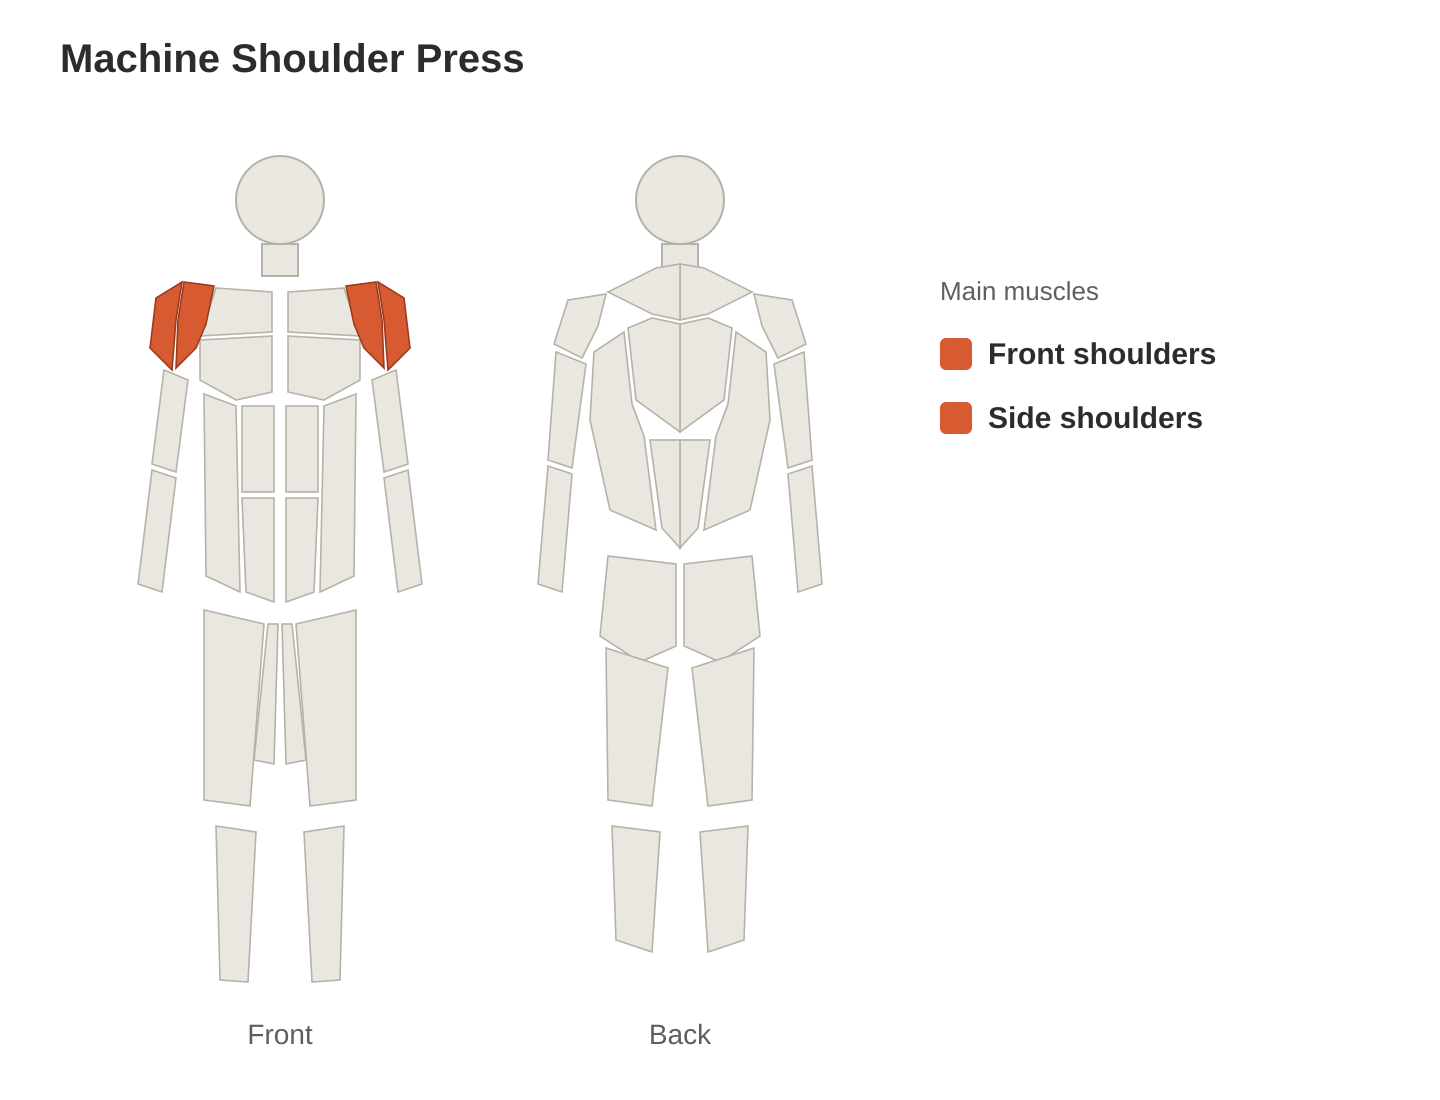 Machine Shoulder Press
Main muscles
Front shoulders
Side shoulders
Front
Back